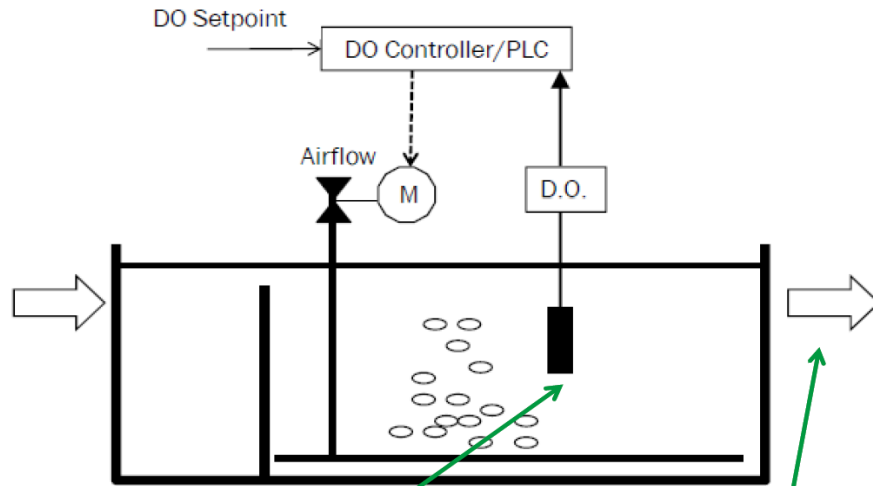 DO Setpoint
DO Controller/PLC
Airflow
M
D.O.